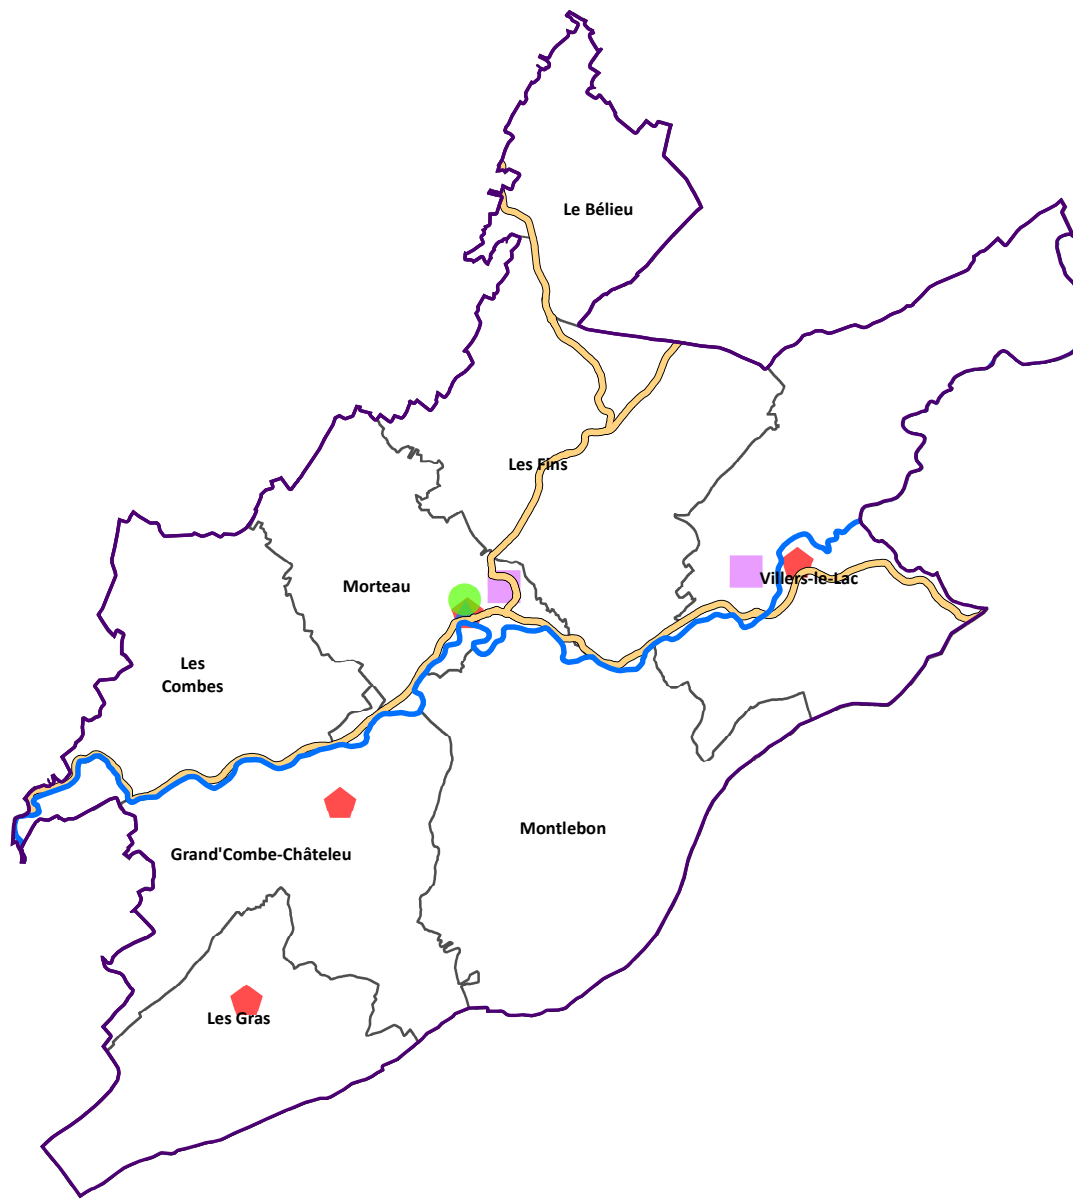 Le Bélieu
Les Fins
Morteau
Villers-le-Lac
Les
Combes
Montlebon
Grand'Combe-Châteleu
Les Gras